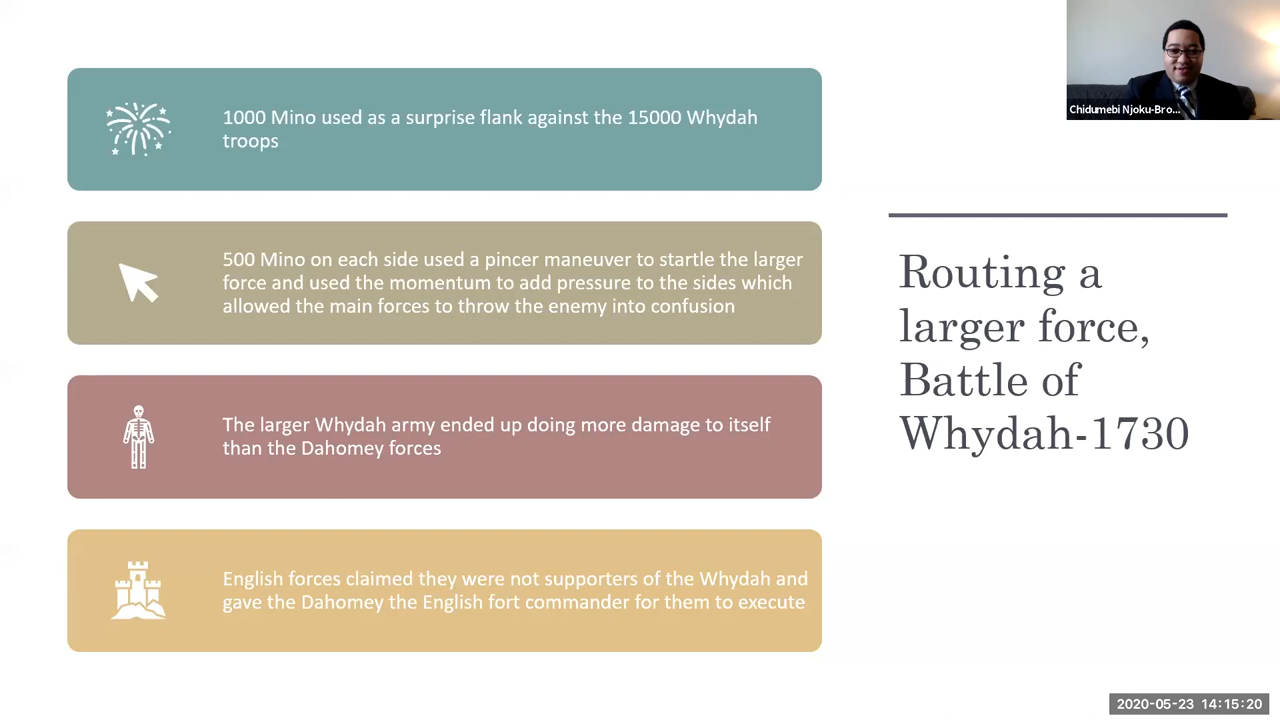 1000 Mino used as a surprise flank against the 15000 Whydah
troops
500 Mino on each side used a pincer maneuver to startle the larger
force and used the momentum to add pressure to the sides which
allowed the main forces to throw the enemy into confusion
The larger Whydah army ended up doing more damage to itself
than the Dahomey forces
English forces claimed they were not supporters of the Whydah and
gave the Dahomey the English fort commander for them to execute
Chidumebi Njoku-Bro...
Routing a
larger force,
Battle of
Whydah-1730
2020-05-23 14:15:20